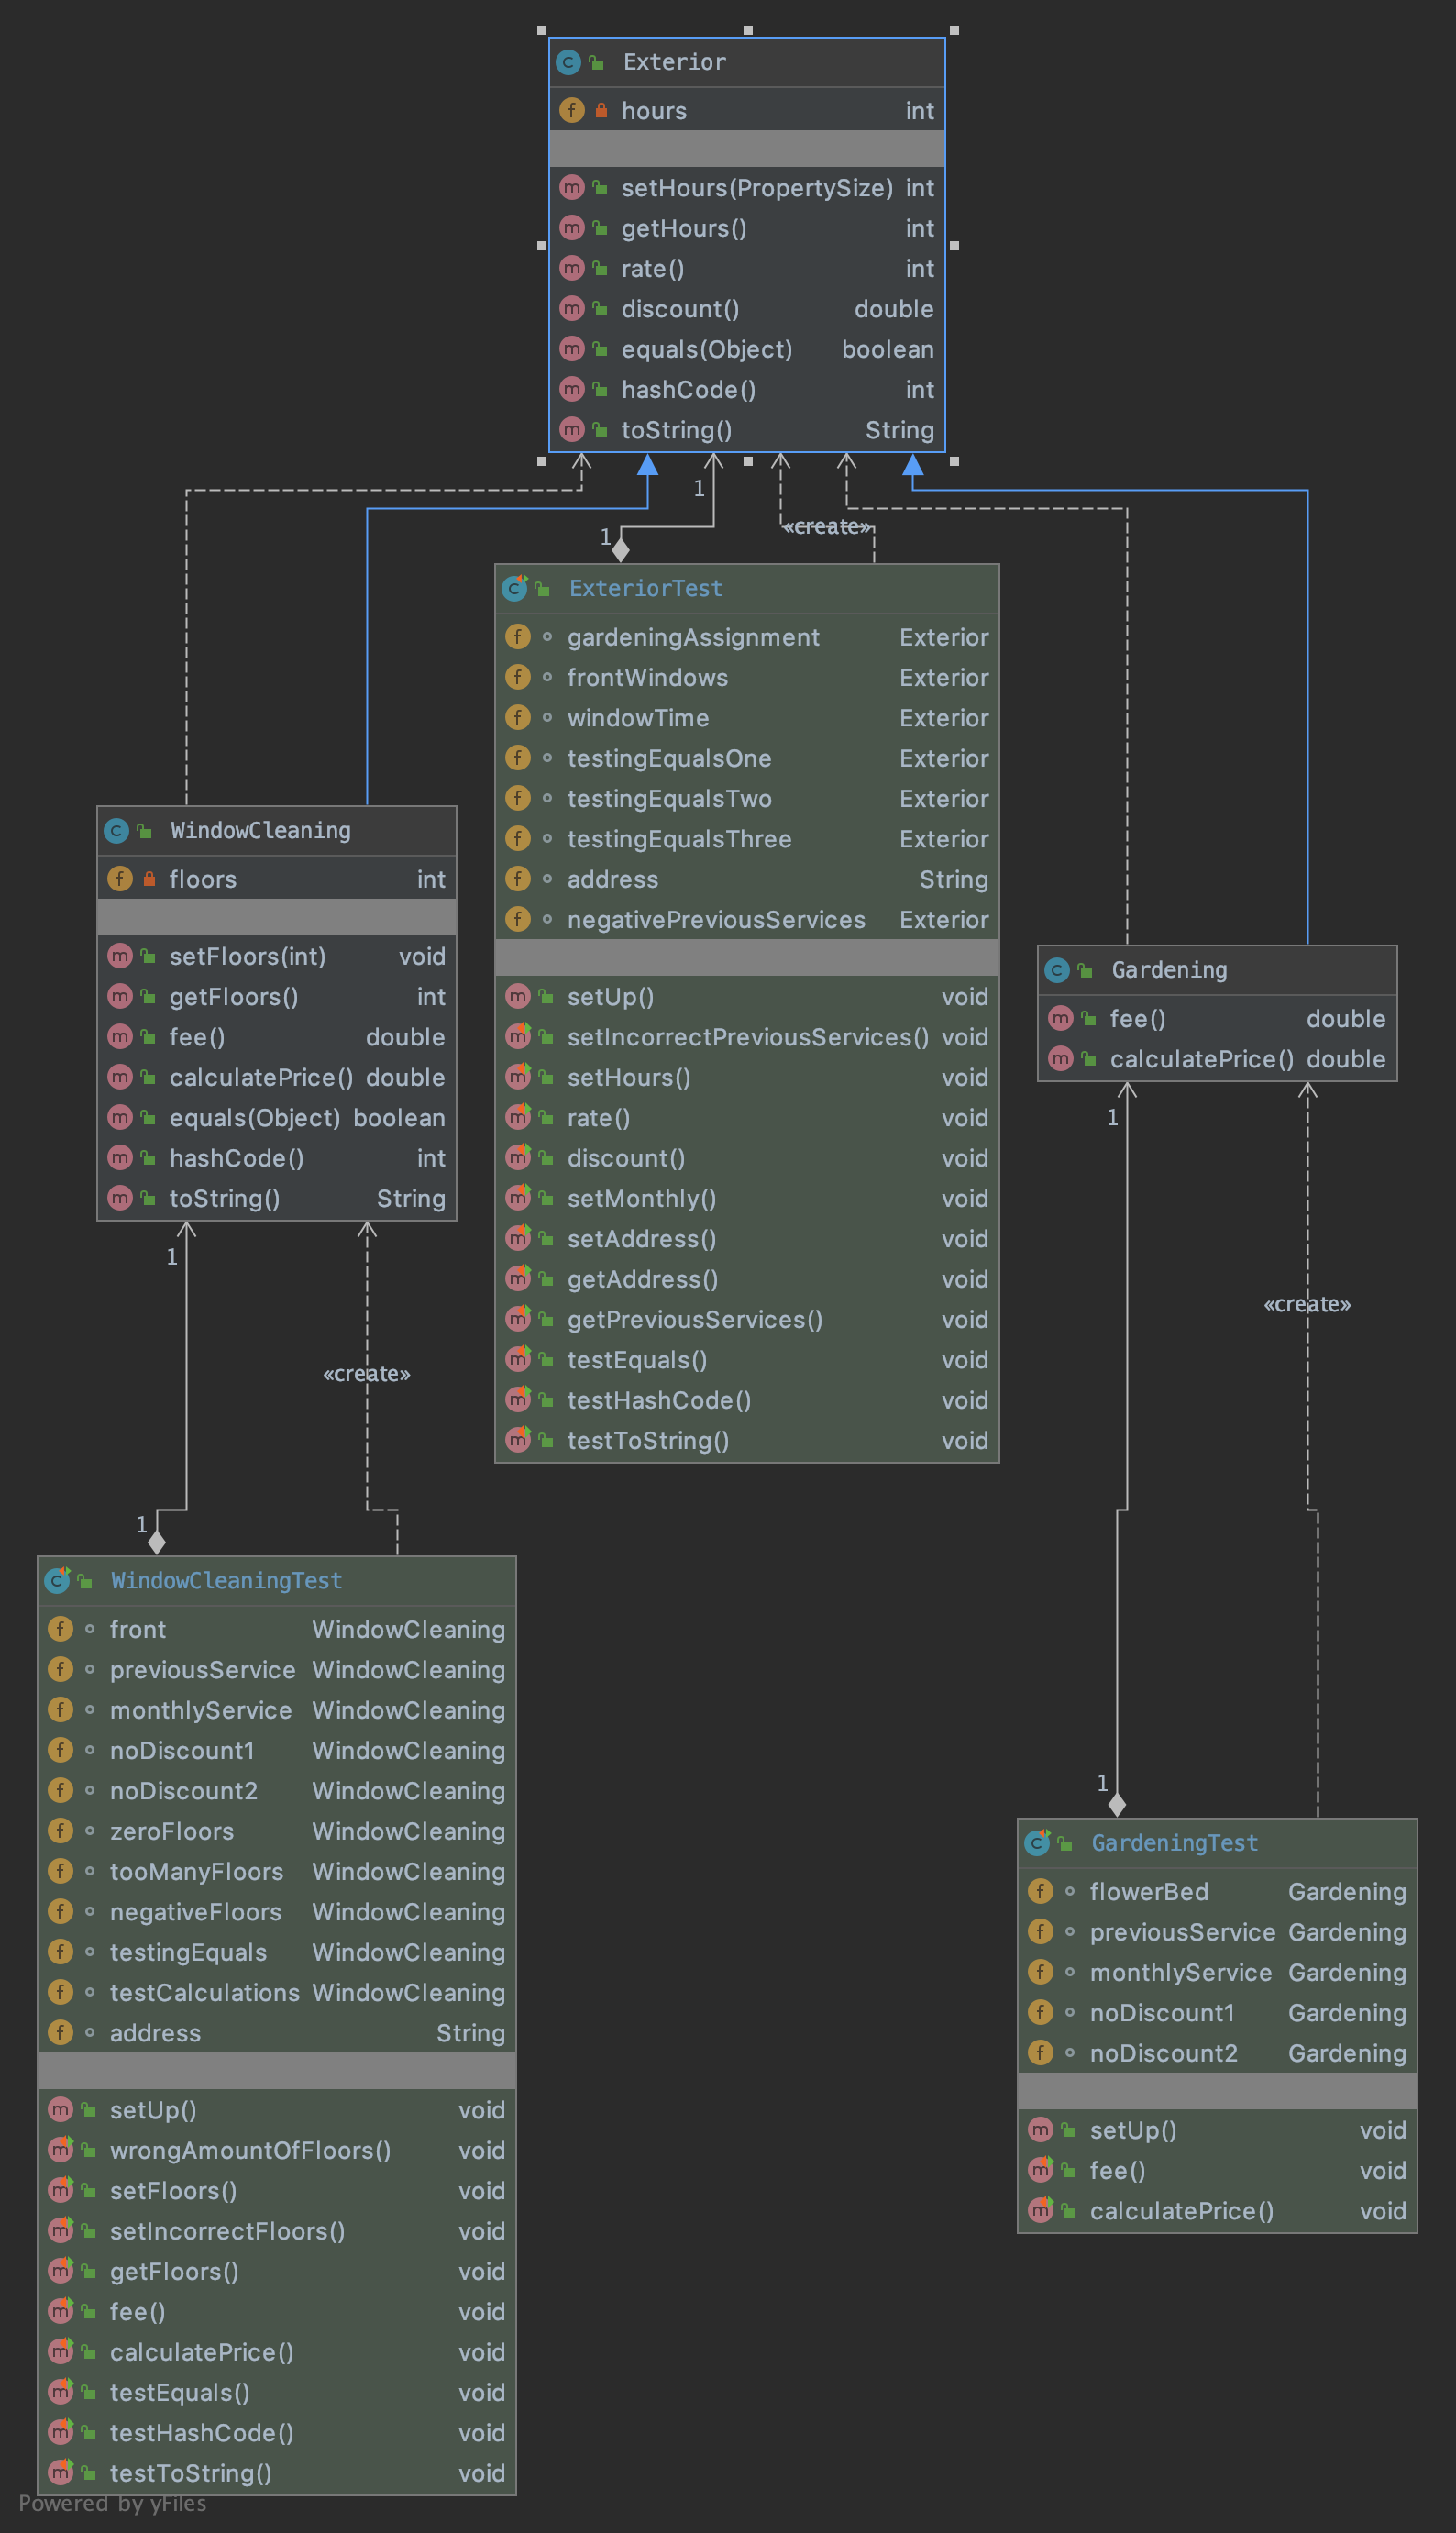 Exterior
hours int
setHours(PropertySize) int
getHours() int
rate() int
discount() double
equals(Object) boolean
hashCode() int
toString() String
1
1
«create»
ExteriorTest
gardeningAssignment Exterior
frontWindows Exterior
windowTime Exterior
testingEqualsOne Exterior
testingEqualsTwo Exterior
testingEqualsThree Exterior
address String
negativePreviousServices Exterior
setUp() void
setIncorrectPreviousServices() void
setHours() void
rate() void
discount() void
setMonthly() void
setAddress() void
getAddress() void
getPreviousServices() void
testEquals() void
testHashCode() void
testToString() void
WindowCleaning
floors int
setFloors(int) void
getFloors() int
fee() double
calculatePrice() double
equals(Object) boolean
hashCode() int
toString() String
Gardening
fee() double
calculatePrice() double
1
1
«create»
«create»
1
1
WindowCleaningTest
front WindowCleaning
previousService WindowCleaning
monthlyService WindowCleaning
noDiscount1 WindowCleaning
noDiscount2 WindowCleaning
zeroFloors WindowCleaning
tooManyFloors WindowCleaning
negativeFloors WindowCleaning
testingEquals WindowCleaning
testCalculations WindowCleaning
address String
setUp() void
wrongAmountOfFloors() void
setFloors() void
setIncorrectFloors() void
getFloors() void
fee() void
calculatePrice() void
testEquals() void
testHashCode() void
testToString() void
GardeningTest
flowerBed Gardening
previousService Gardening
monthlyService Gardening
noDiscount1 Gardening
noDiscount2 Gardening
setUp() void
fee() void
calculatePrice() void
Powered by yFiles